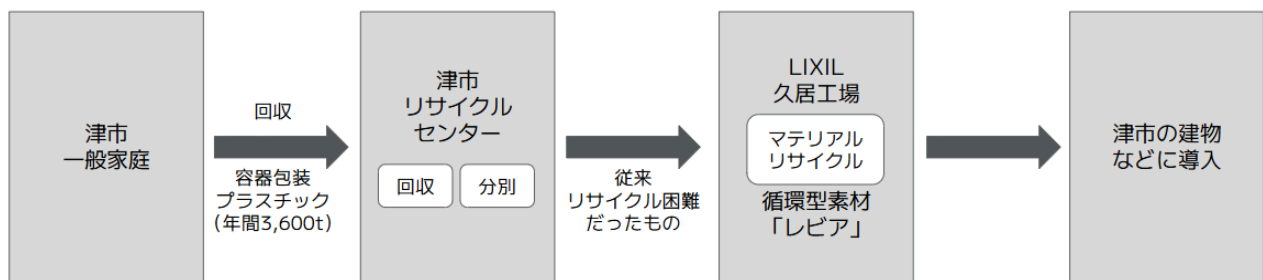 津市
一般家庭
回収
容器包装
プラスチック
(年間3,600t)
津市
リサイクル
センター
回収
分別
従来
リサイクル困難
だったもの
LIXIL
久居工場
マテリアル
リサイクル
循環型素材
「レビア」
津市の建物
などに導入